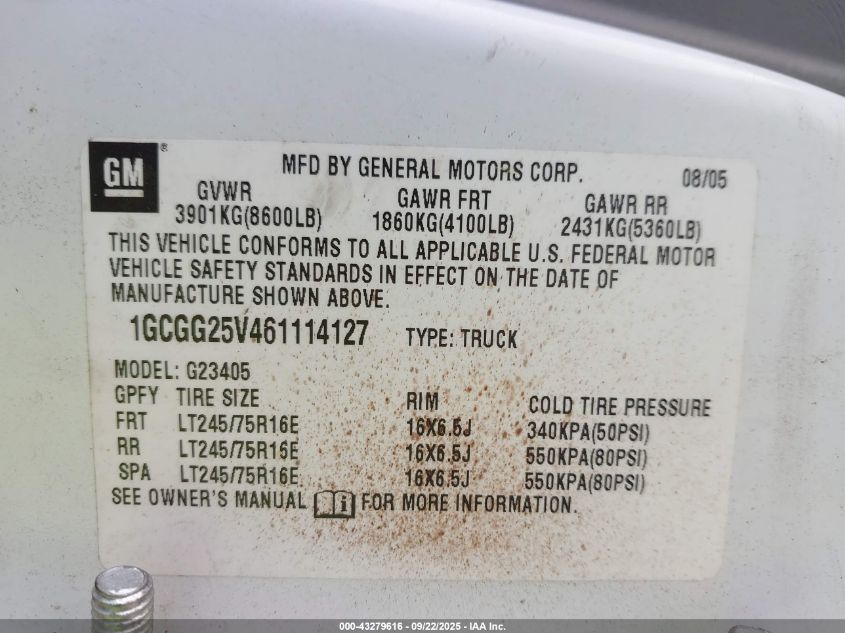 GM ® MFD BY GENERAL MOTORS CORP. 08/05
GVWR GAWR FRT GAWR RR
3901KG(8600LB) 1860KG(4100LB) 2431KG(5360LB)
THIS VEHICLE CONFORMS TO ALL APPLICABLE U.S. FEDERAL MOTOR
VEHICLE SAFETY STANDARDS IN EFFECT ON THE DATE OF
MANUFACTURE SHOWN ABOVE.
1GCGG25V461114127 TYPE: TRUCK
MODEL: G23405
GPFY TIRE SIZE RIM COLD TIRE PRESSURE
FRT LT245/75R16E 16X6.5J 340KPA(50PSI)
RR LT245/75R16E 16X6.5J 550KPA(80PSI)
SPA LT245/75R16E 16X6.5J 550KPA(80PSI)
SEE OWNER'S MANUAL i FOR MORE INFORMATION.
000-43279616 - 09/22/2025 - IAA Inc.